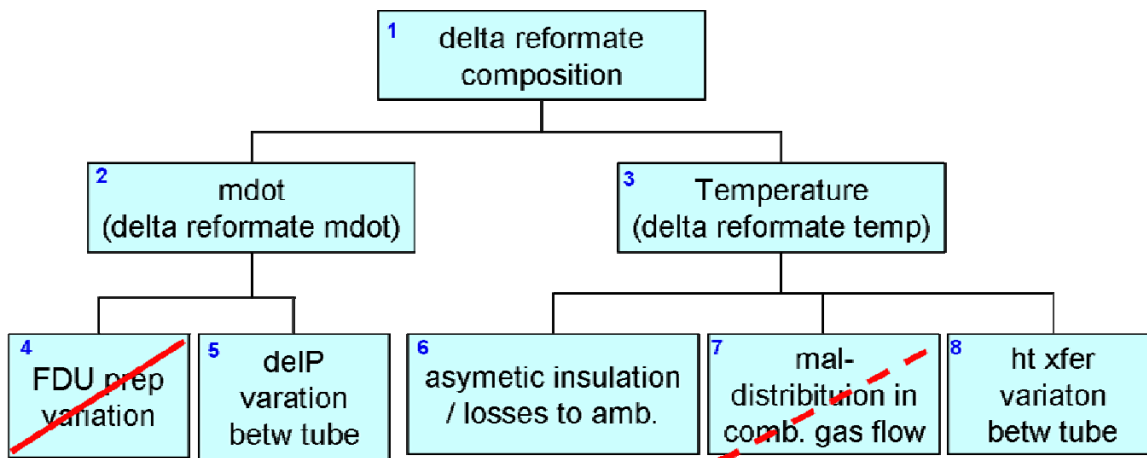 1
delta reformate
composition
2
mdot
(delta reformate mdot)
3
Temperature
(delta reformate temp)
4
FDU prep
variation
5
delP
varation
betw tube
6
asymetic insulation
/ losses to amb.
7
mal-
distribituion in
comb. gas flow
8
ht xfer
variaton
betw tube